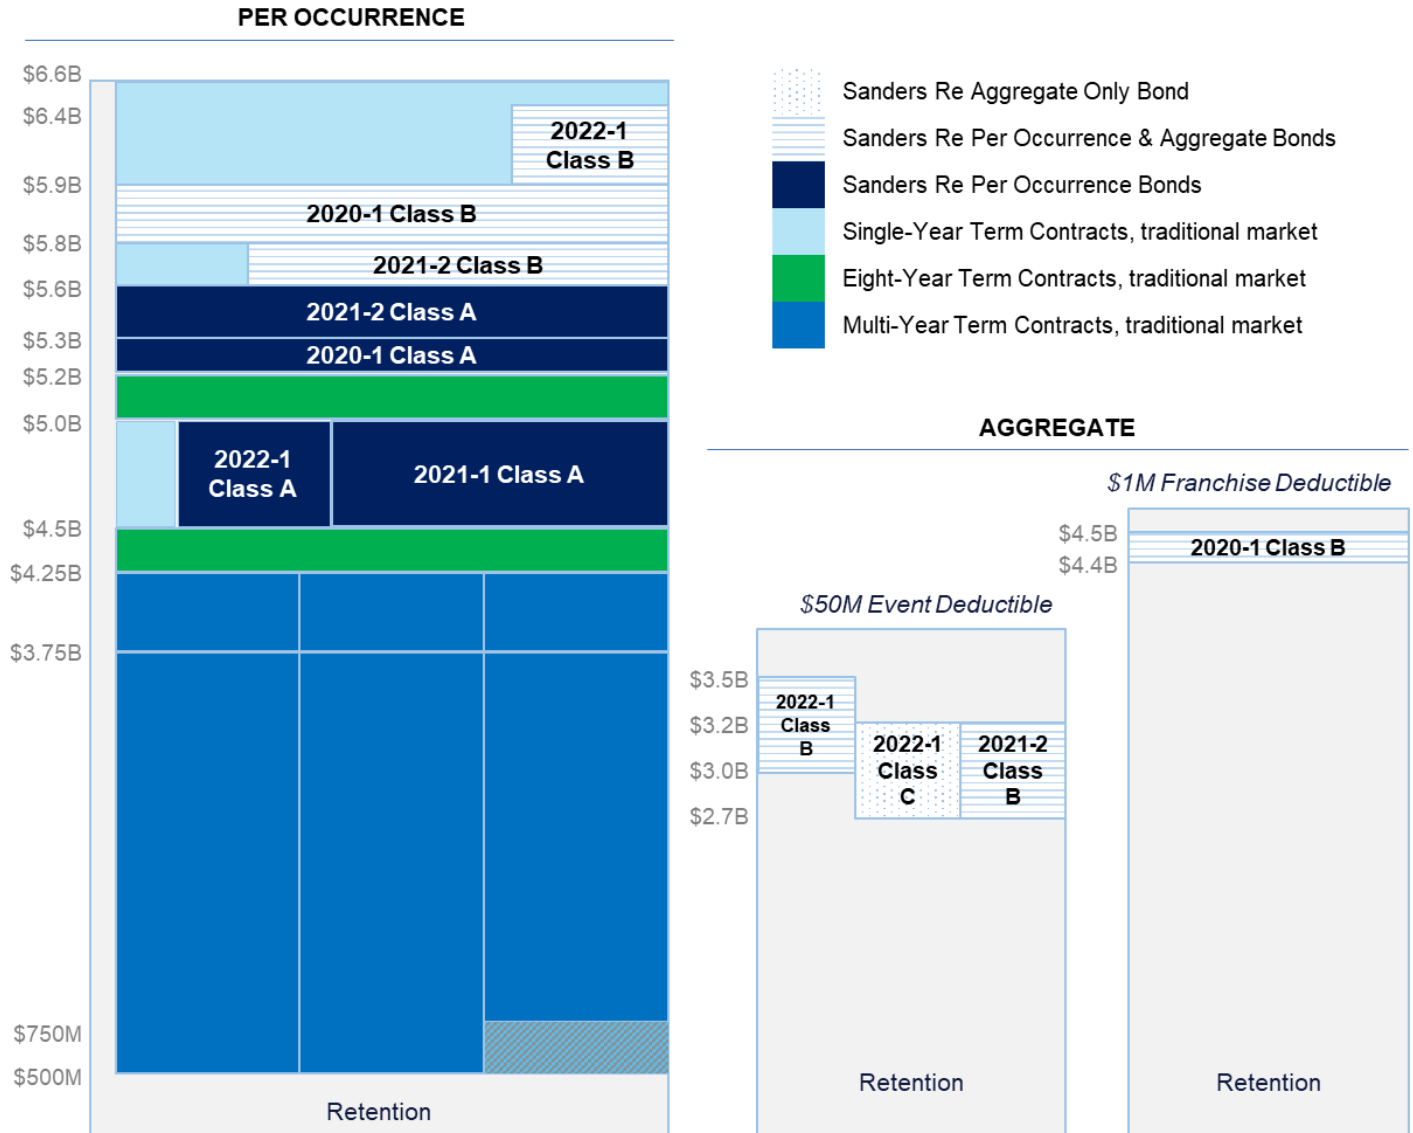 PER OCCURRENCE
$6.6B
$6.4B
2022-1
Class B
$5.9B
2020-1 Class B
$5.8B
2021-2 Class B
$5.6B
2021-2 Class A
$5.3B
2020-1 Class A
$5.2B
$5.0B
2022-1
Class A
2021-1 Class A
$4.5B
$4.25B
$3.75B
$750M
$500M
Retention
Sanders Re Aggregate Only Bond
Sanders Re Per Occurrence & Aggregate Bonds
Sanders Re Per Occurrence Bonds
Single-Year Term Contracts, traditional market
Eight-Year Term Contracts, traditional market
Multi-Year Term Contracts, traditional market
AGGREGATE
$50M Event Deductible
$3.5B
$3.2B
$3.0B
$2.7B
2022-1
Class
B
2022-1
Class
C
2021-2
Class
B
Retention
$1M Franchise Deductible
$4.5B
2020-1 Class B
$4.4B
Retention